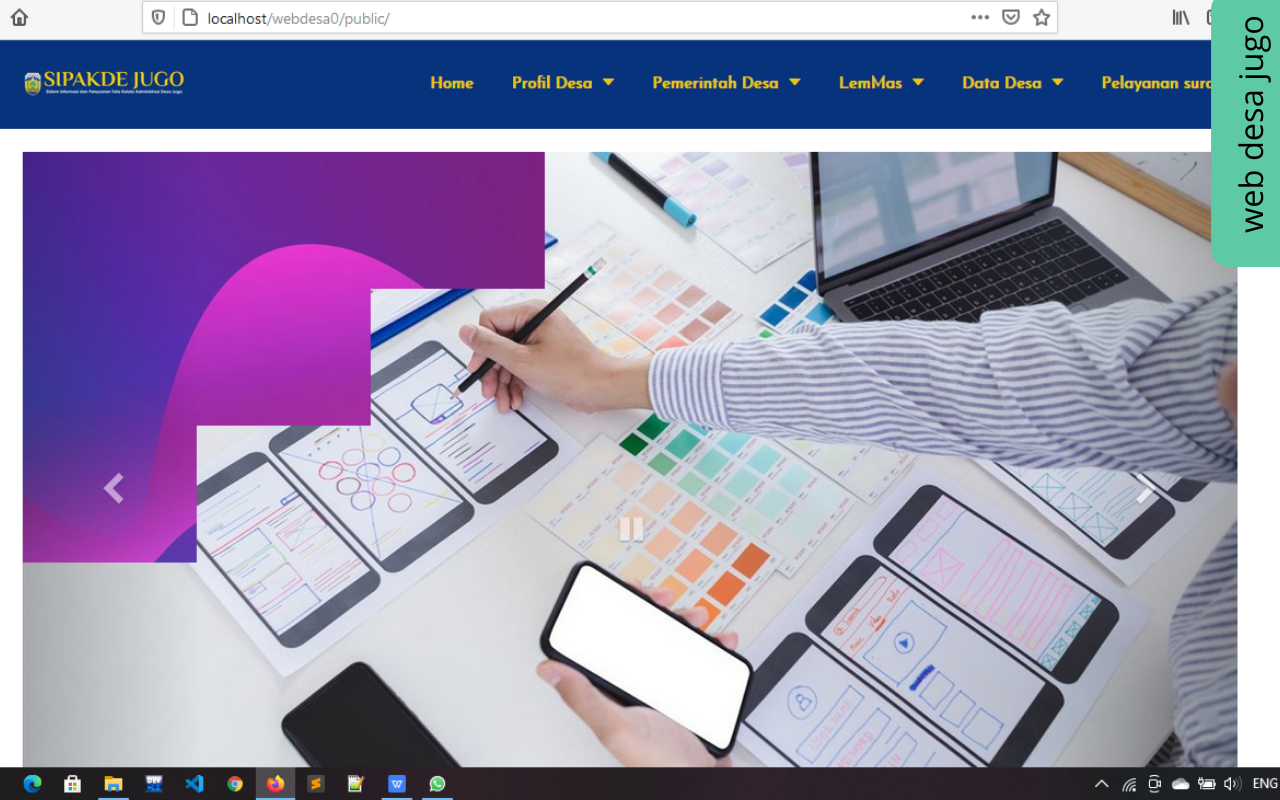 localhost/webdesa0/public/
SIPAKDE JUGO
Sistem Informasi dan Pelayanan Tata Kelola Administrasi Desa Jugo
Home
Profil Desa
Pemerintah Desa
LemMas
Data Desa
Pelayanan sura
web desa jugo
DEV
ENG